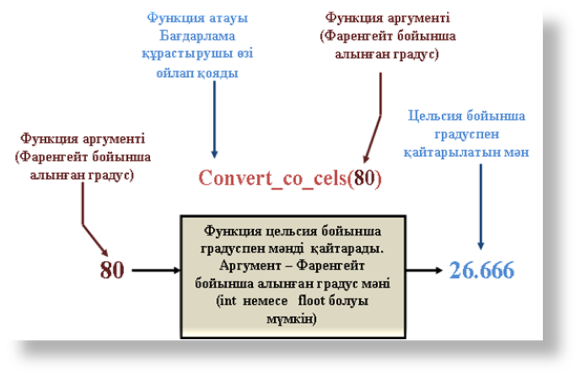 Функция атауы
Бағдарлама
құрастырушы өзі
ойлап қояды
Функция аргументі
(Фаренгейт бойынша
алынған градус)
Цельсия бойынша
градуспен
қайтарылатын мән
Функция аргументі
(Фаренгейт бойынша
алынған градус)
Convert_co_cels(80)
80
Функция цельсия бойынша
градуспен мәнді қайтарады.
Аргумент – Фаренгейт
бойынша алынған градус мәні
(int немесе floot болуы
мүмкін)
26.666